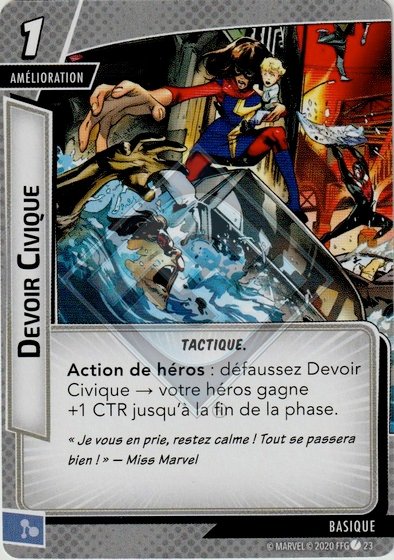 1
AMÉLIORATION
DEVOIR CIVIQUE
TACTIQUE.
Action de héros : défaussez Devoir
Civique → votre héros gagne
+1 CTR jusqu'à la fin de la phase.
« Je vous en prie, restez calme ! Tout se passera
bien ! » — Miss Marvel
BASIQUE
© MARVEL © 2020 FFG 23